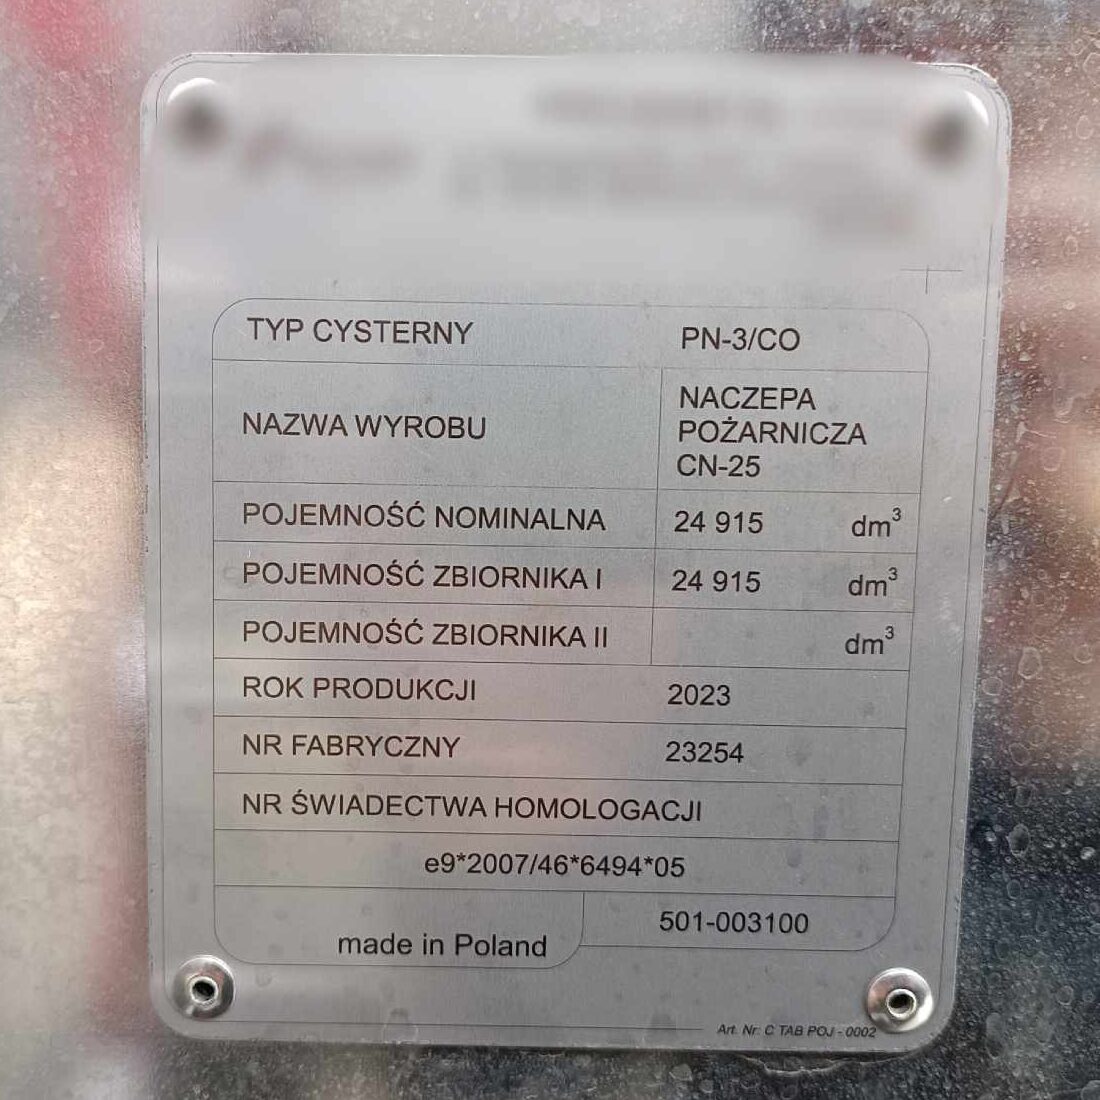 TYP CYSTERNY PN-3/CO
NAZWA WYROBU NACZEPA
POŻARNICZA
CN-25
POJEMNOŚĆ NOMINALNA 24 915 dm³
POJEMNOŚĆ ZBIORNIKA I 24 915 dm³
POJEMNOŚĆ ZBIORNIKA II dm³
ROK PRODUKCJI 2023
NR FABRYCZNY 23254
NR ŚWIADECTWA HOMOLOGACJI
e9*2007/46*6494*05
501-003100
made in Poland
Art. Nr: C TAB POJ - 0002